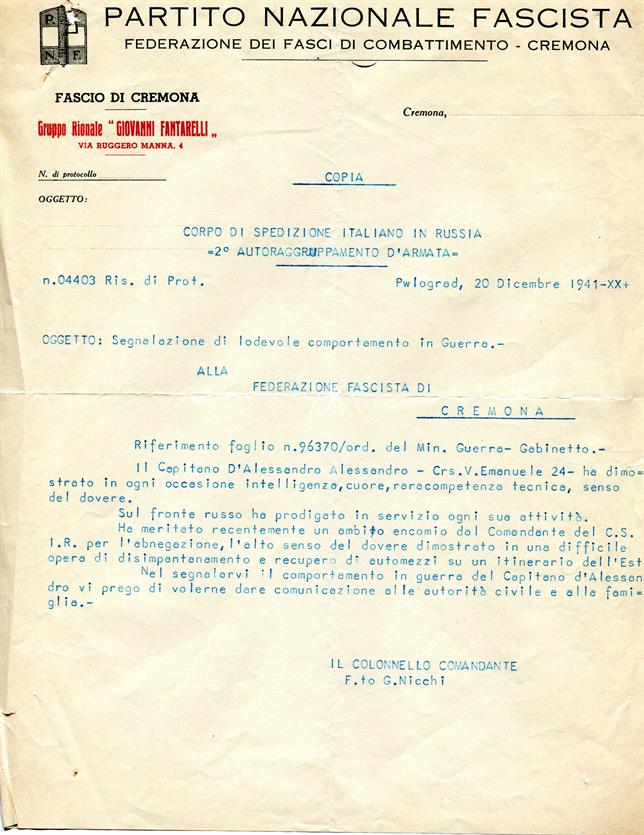 P. N. F.
PARTITO NAZIONALE FASCISTA
FEDERAZIONE DEI FASCI DI COMBATTIMENTO - CREMONA
FASCIO DI CREMONA
Gruppo Rionale "GIOVANNI FANTARELLI„
VIA RUGGERO MANNA, 4
Cremona,
N. di protocollo
OGGETTO:
COPIA
CORPO DI SPEDIZIONE ITALIANO IN RUSSIA
=2° AUTORAGGRUPPAMENTO D'ARMATA=
n.04403 Ris. di Prot.
Pwlograd, 20 Dicembre 1941-XX+
OGGETTO: Segnalazione di lodevole comportamento in Guerra.-
ALLA
FEDERAZIONE FASCISTA DI
CREMONA
Riferimento foglio n.96370/ord. del Min. Guerra- Gabinetto.-
Il Capitano D'Alessandro Alessandro - Crs.V.Emanuele 24- ha dimo=
strato in ogni occasione intelligenza,cuore,raracompetenza tecnica, senso
del dovere.
Sul fronte russo ha prodigato in servizio ogni sua attività.
Ha meritato recentemente un ambito encomio dal Comandante del C.S.
I.R. per l'abnegazione,l'alto senso del dovere dimostrato in una difficile
opera di disimpantanamento e recupero di automezzi su un itinerario dell'Est
Nel segnalarvi il comportamento in guerra del Capitano d'Alessan
dro vi prego di volerne dare comunicazione alle autorità civile e alla fami=
glia.-
IL COLONNELLO COMANDANTE
F.to G.Nicchi